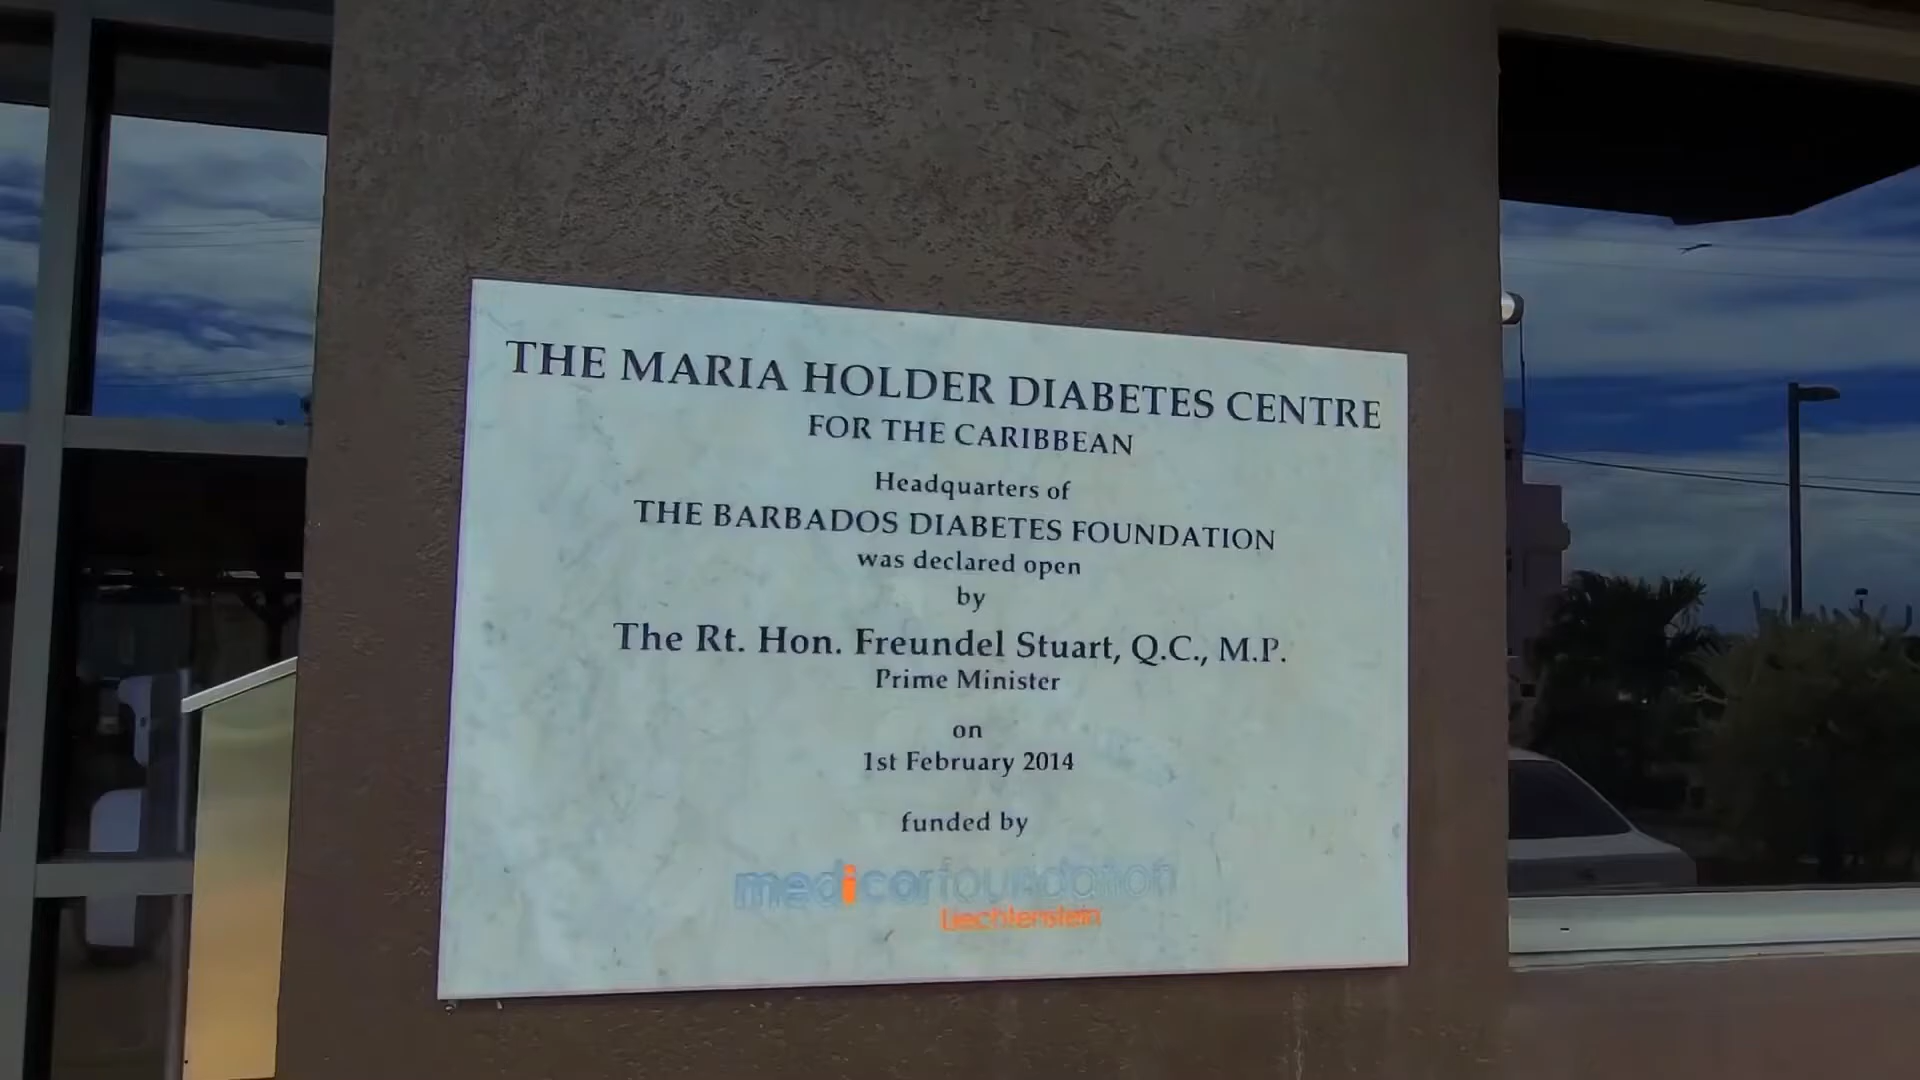 THE MARIA HOLDER DIABETES CENTRE
FOR THE CARIBBEAN
Headquarters of
THE BARBADOS DIABETES FOUNDATION
was declared open
by
The Rt. Hon. Freundel Stuart, Q.C., M.P.
Prime Minister
on
1st February 2014
funded by
medicorfoundation
Liechtenstein